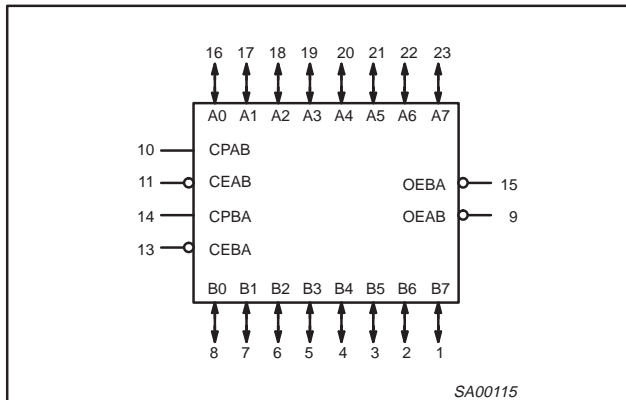 16 17 18 19 20 21 22 23
A0 A1 A2 A3 A4 A5 A6 A7
10 CPAB
11 CEAB OEBA 15
14 CPBA OEAB 9
13 CEBA
B0 B1 B2 B3 B4 B5 B6 B7
8 7 6 5 4 3 2 1
SA00115